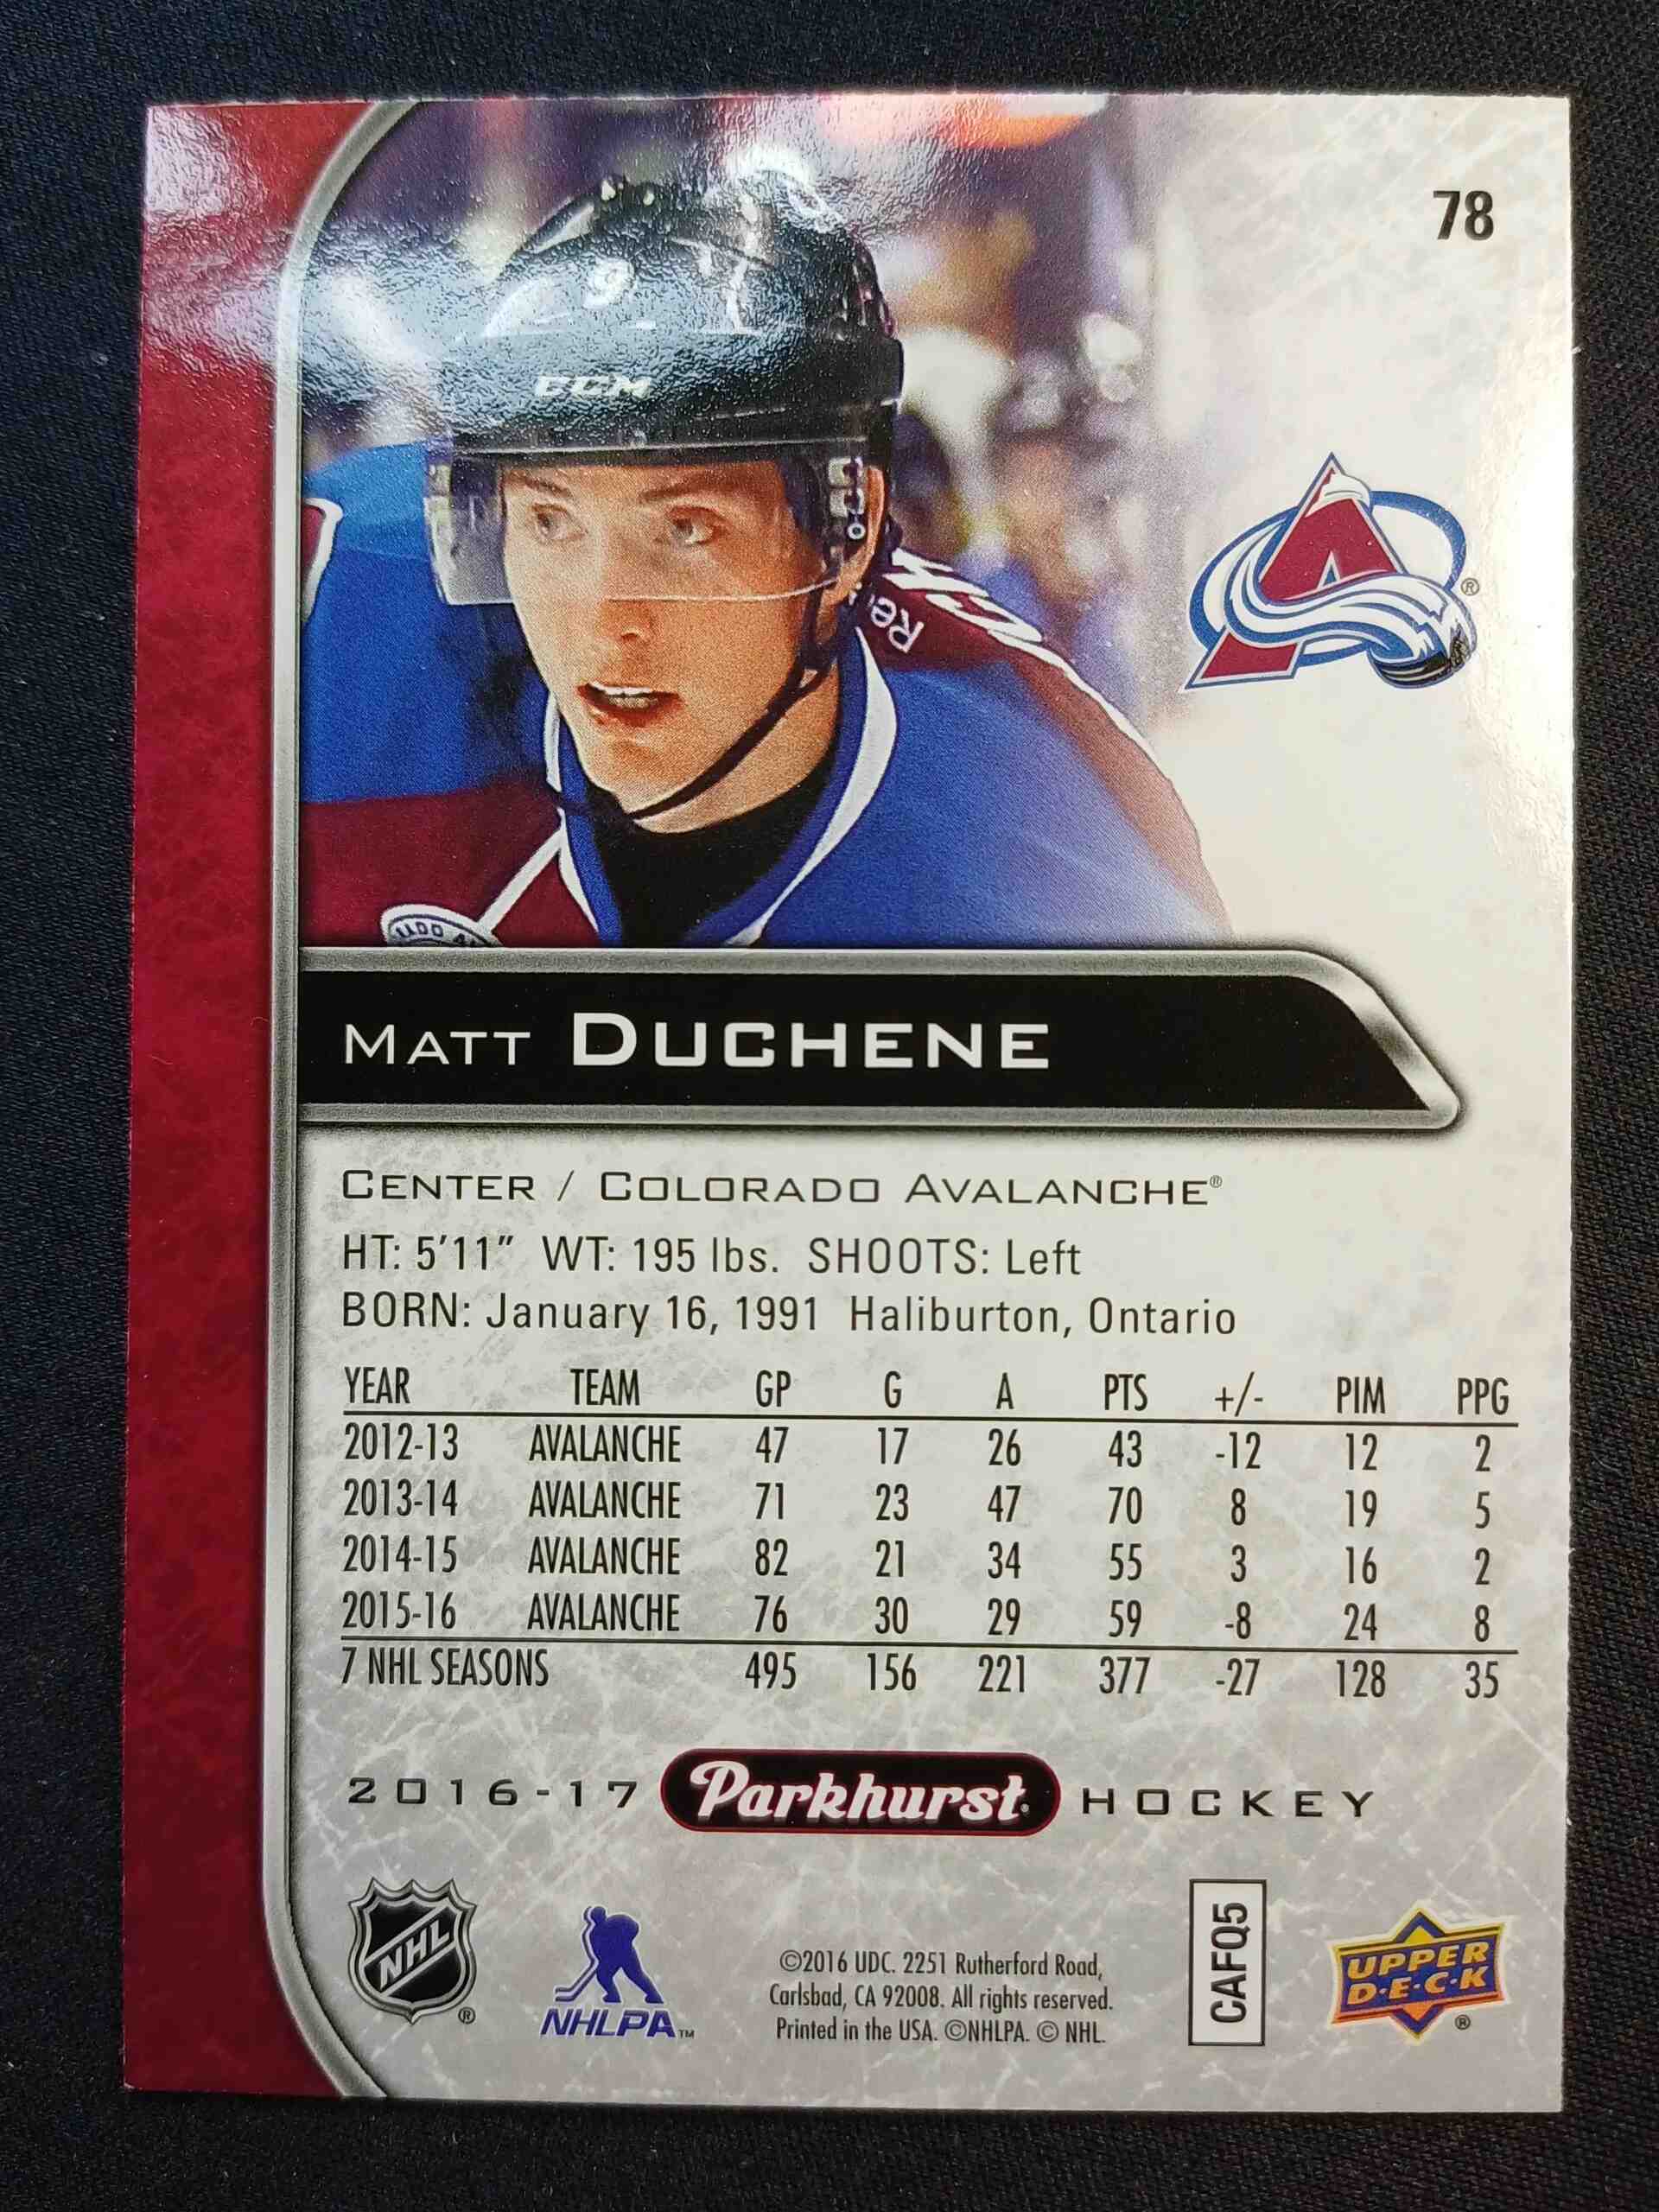 78
9
CCM
Re
MATT DUCHENE
CENTER / COLORADO AVALANCHE®
HT: 5'11" WT: 195 lbs. SHOOTS: Left
BORN: January 16, 1991 Haliburton, Ontario
YEAR TEAM GP G A PTS +/- PIM PPG
2012-13 AVALANCHE 47 17 26 43 -12 12 2
2013-14 AVALANCHE 71 23 47 70 8 19 5
2014-15 AVALANCHE 82 21 34 55 3 16 2
2015-16 AVALANCHE 76 30 29 59 -8 24 8
7 NHL SEASONS 495 156 221 377 -27 128 35
2016-17 Parkhurst HOCKEY
NHL ®
NHLPA™
©2016 UDC. 2251 Rutherford Road,
Carlsbad, CA 92008. All rights reserved.
Printed in the USA. ©NHLPA. © NHL.
CAFQ5
UPPER
D·E·C·K ®